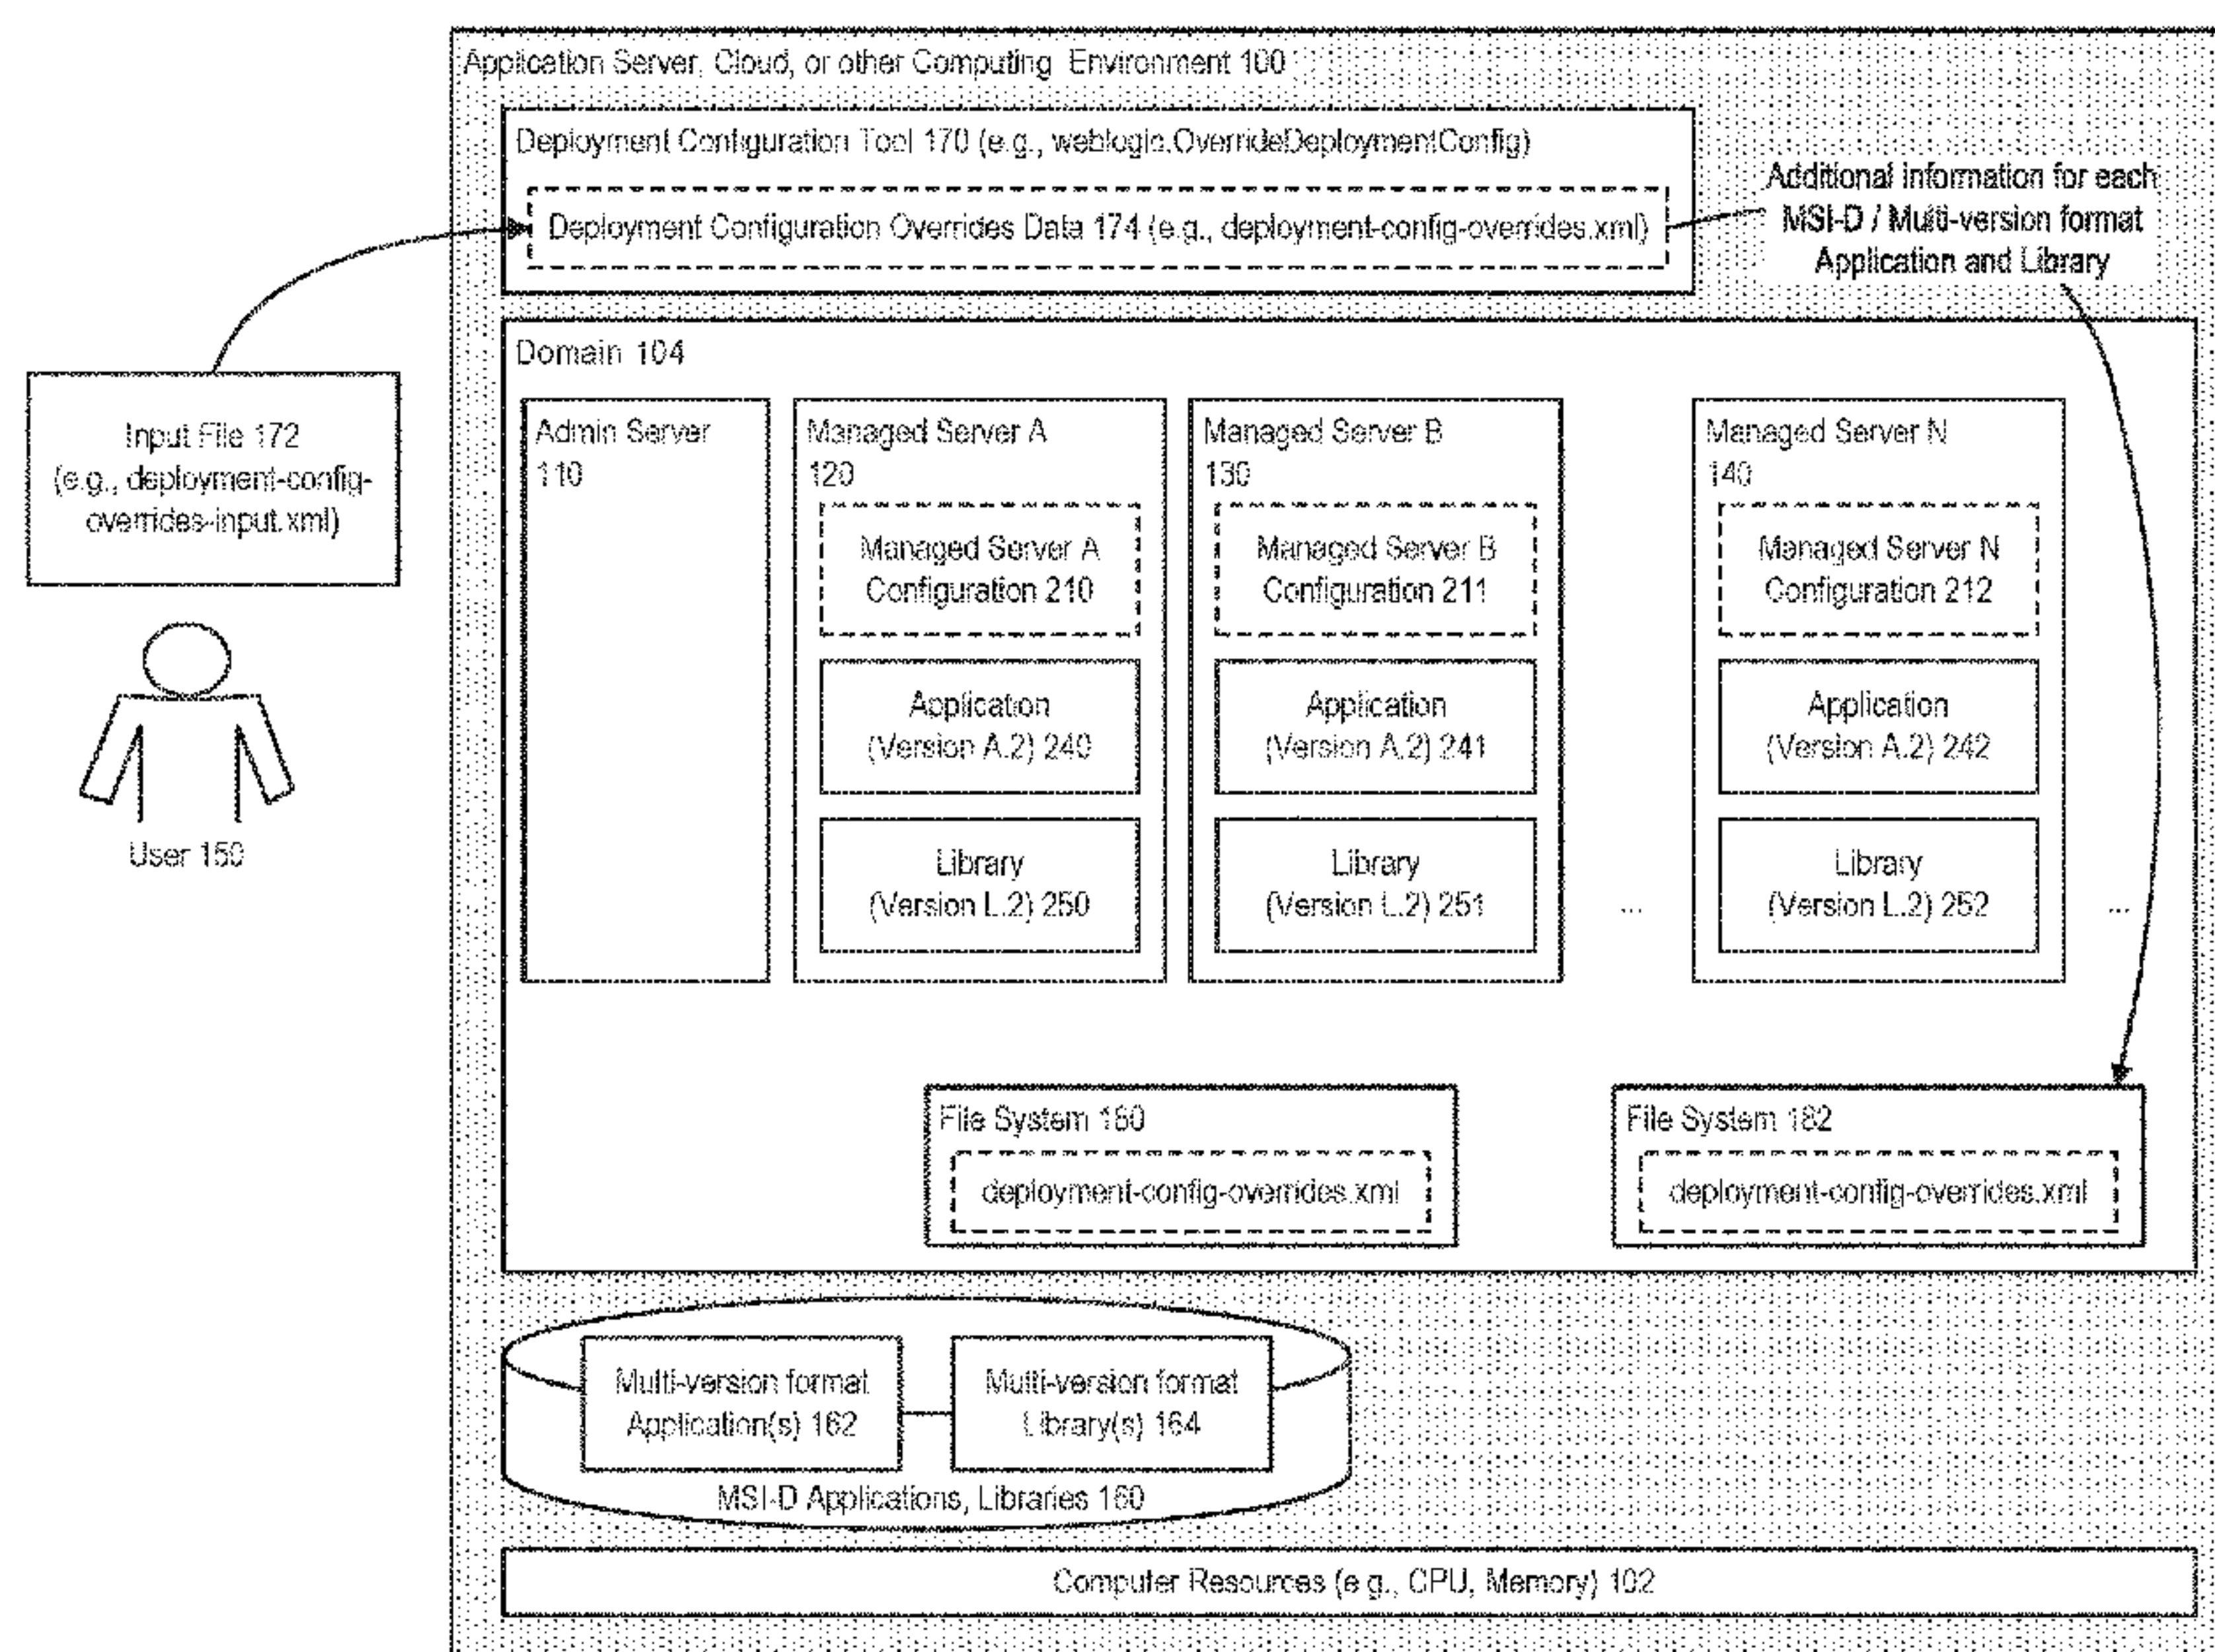 Application Server, Cloud, or other Computing Environment 100
Deployment Configuration Tool 170 (e.g., weblogic.OverrideDeploymentConfig)
Deployment Configuration Overrides Data 174 (e.g., deployment-config-overrides.xml)
Additional information for each
MSI-D / Multi-version format
Application and Library
Domain 104
Input File 172
(e.g., deployment-config-
overrides-input.xml)
User 150
Admin Server
110
Managed Server A
120
Managed Server A
Configuration 210
Application
(Version A.2) 240
Library
(Version L.2) 250
Managed Server B
130
Managed Server B
Configuration 211
Application
(Version A.2) 241
Library
(Version L.2) 251
...
Managed Server N
140
Managed Server N
Configuration 212
Application
(Version A.2) 242
Library
(Version L.2) 252
...
File System 180
deployment-config-overrides.xml
File System 182
deployment-config-overrides.xml
Multi-version format
Application(s) 162
Multi-version format
Library(s) 164
MSI-D Applications, Libraries 160
Computer Resources (e.g., CPU, Memory) 102